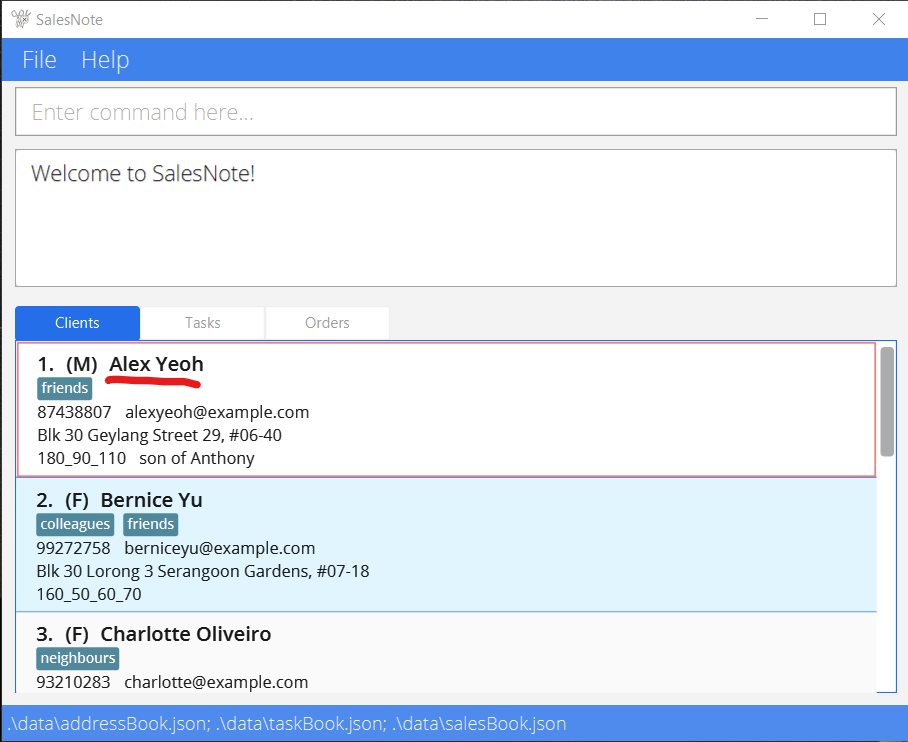 SalesNote
File Help
Enter command here...
Welcome to SalesNote!
Clients Tasks Orders
1. (M) Alex Yeoh
friends
87438807 alexyeoh@example.com
Blk 30 Geylang Street 29, #06-40
180_90_110 son of Anthony
2. (F) Bernice Yu
colleagues friends
99272758 berniceyu@example.com
Blk 30 Lorong 3 Serangoon Gardens, #07-18
160_50_60_70
3. (F) Charlotte Oliveiro
neighbours
93210283 charlotte@example.com
.\data\addressBook.json; .\data\taskBook.json; .\data\salesBook.json